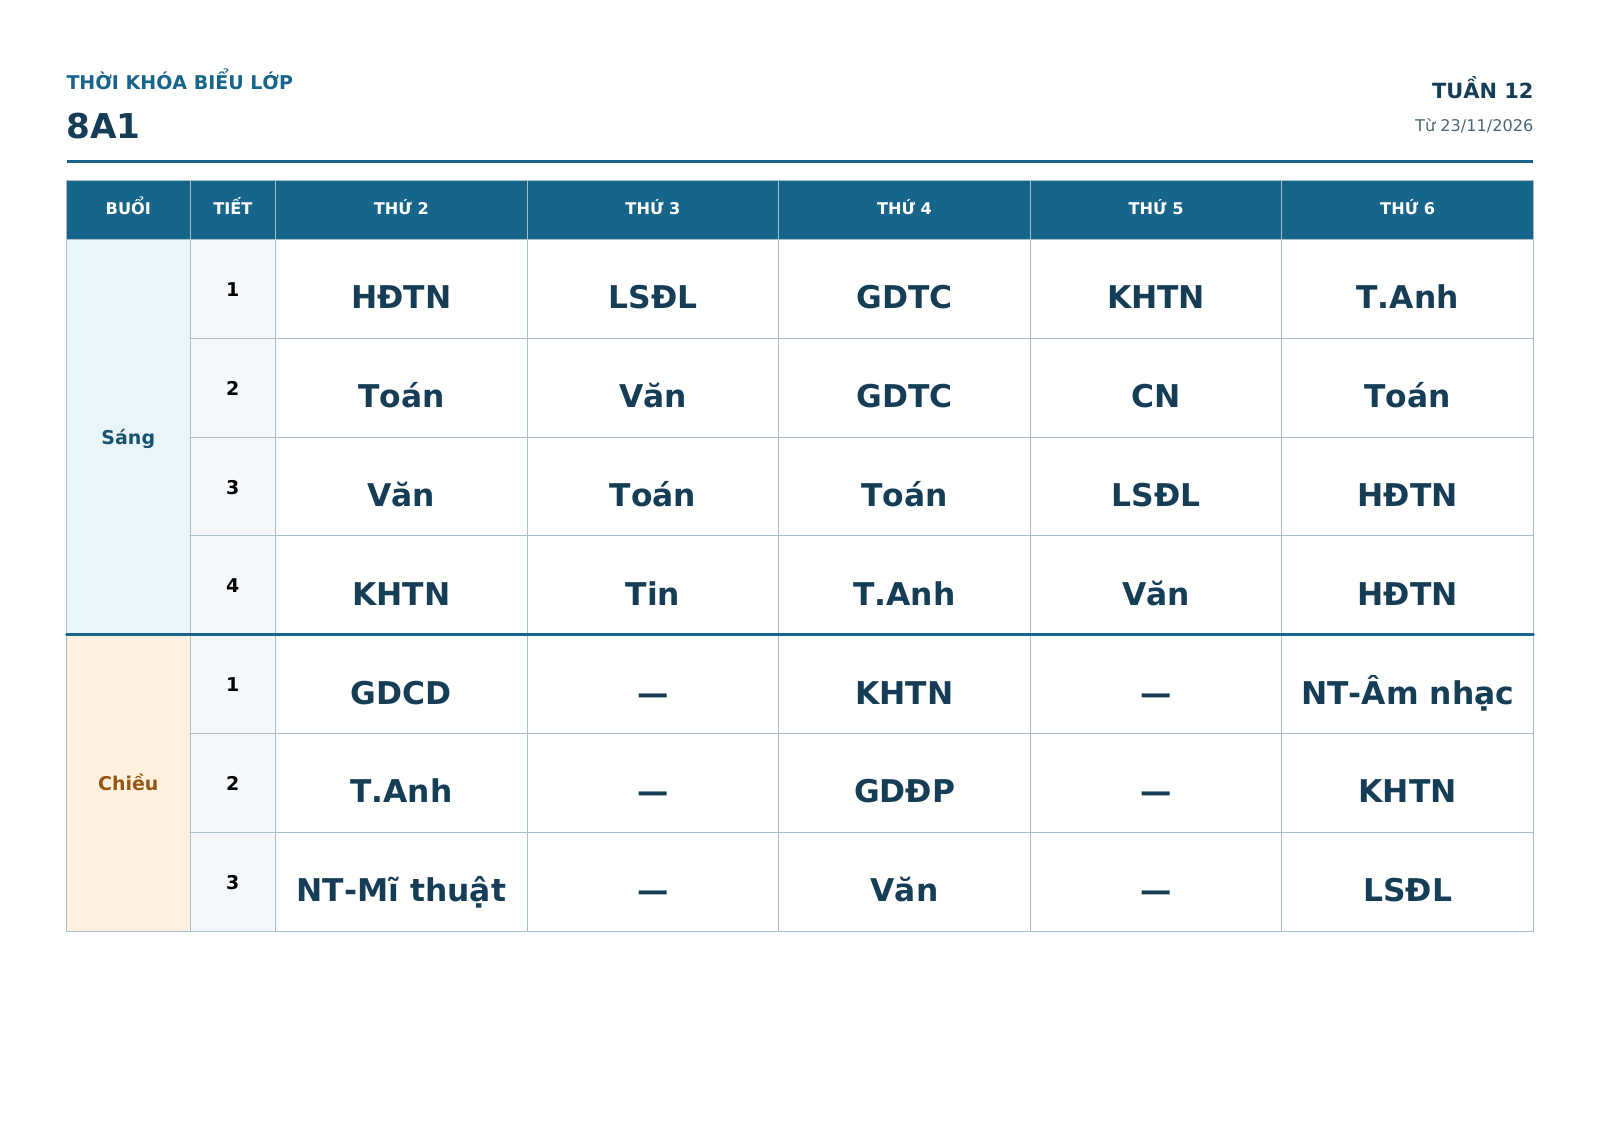 THỜI KHÓA BIỂU LỚP
8A1
TUẦN 12
Từ 23/11/2026
BUỔI TIẾT THỨ 2 THỨ 3 THỨ 4 THỨ 5 THỨ 6
Sáng
1 HĐTN LSĐL GDTC KHTN T.Anh
2 Toán Văn GDTC CN Toán
3 Văn Toán Toán LSĐL HĐTN
4 KHTN Tin T.Anh Văn HĐTN
Chiều
1 GDCD — KHTN — NT-Âm nhạc
2 T.Anh — GDĐP — KHTN
3 NT-Mĩ thuật — Văn — LSĐL